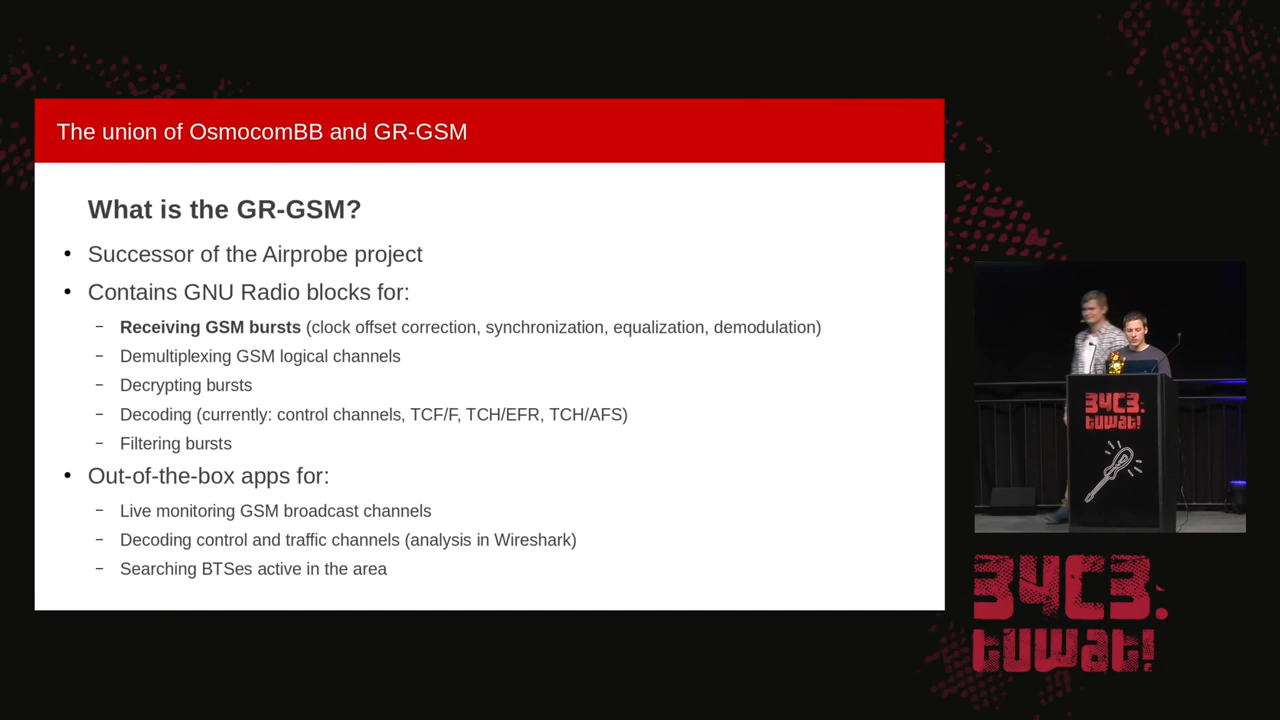 The union of OsmocomBB and GR-GSM
What is the GR-GSM?
• Successor of the Airprobe project
• Contains GNU Radio blocks for:
– Receiving GSM bursts (clock offset correction, synchronization, equalization, demodulation)
– Demultiplexing GSM logical channels
– Decrypting bursts
– Decoding (currently: control channels, TCF/F, TCH/EFR, TCH/AFS)
– Filtering bursts
• Out-of-the-box apps for:
– Live monitoring GSM broadcast channels
– Decoding control and traffic channels (analysis in Wireshark)
– Searching BTSes active in the area
34C3.
tuwat!
34C3.
tuwat!